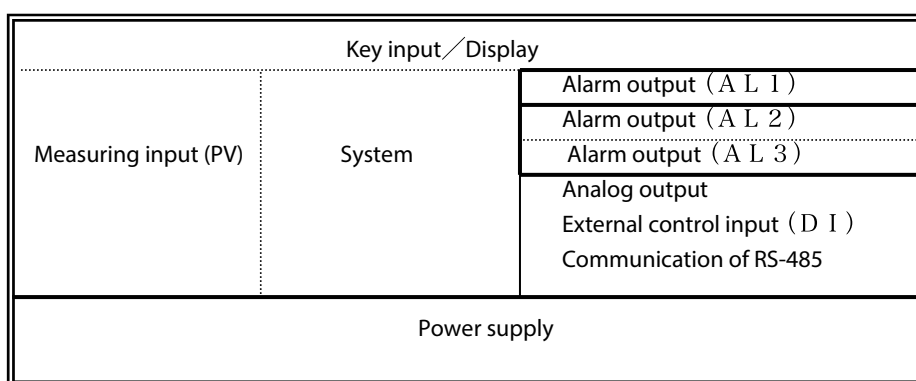 Key input／Display
Alarm output（ＡＬ１）
Alarm output（ＡＬ２）
Measuring input (PV)
System
Alarm output（ＡＬ３）
Analog output
External control input（ＤＩ）
Communication of RS-485
Power supply